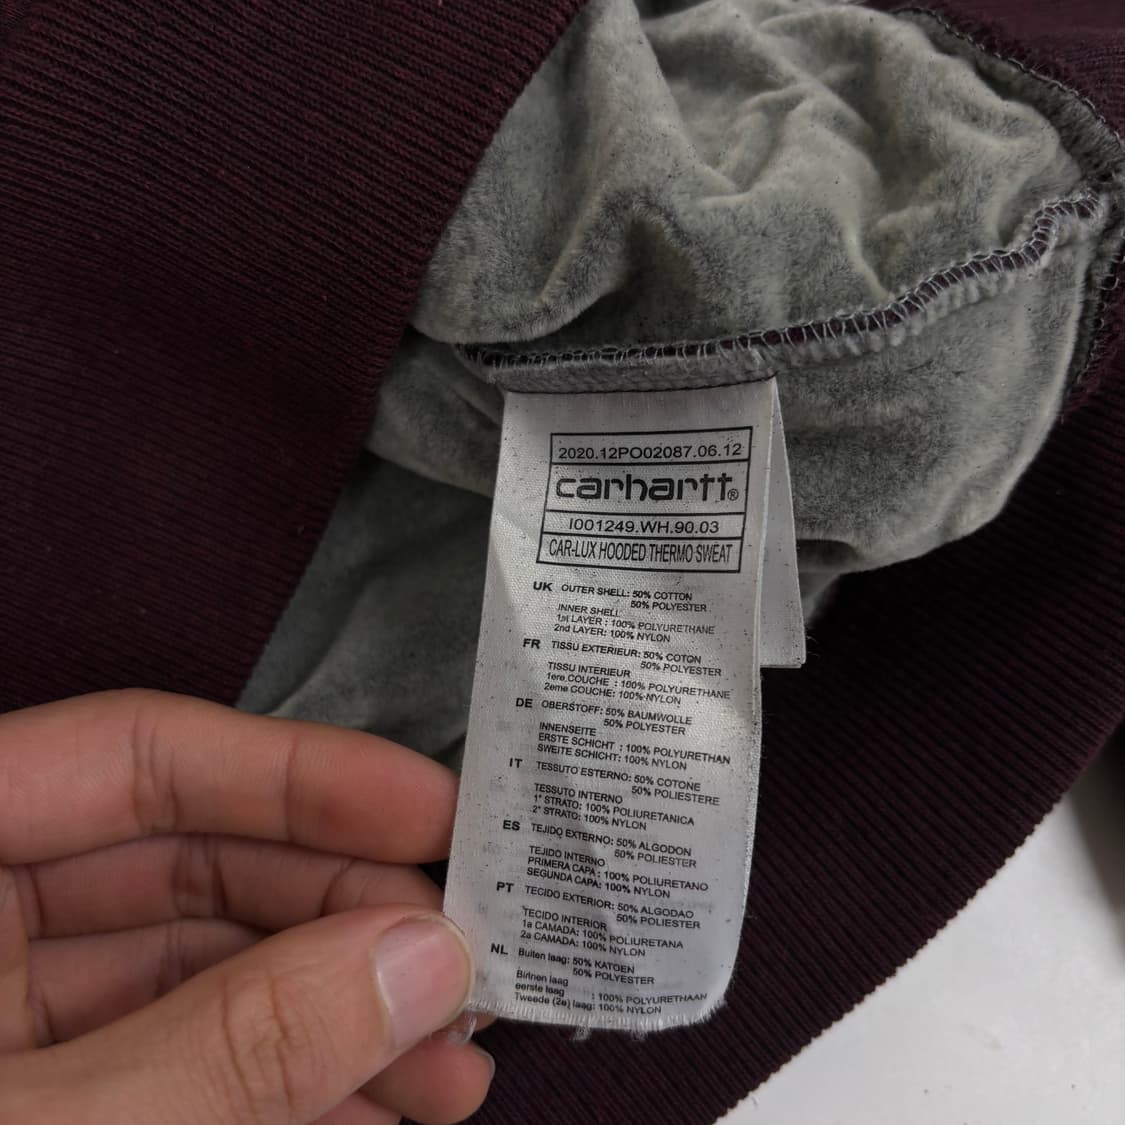 2020.12PO02087.06.12
carhartt®
I001249.WH.90.03
CAR-LUX HOODED THERMO SWEAT
UK OUTER SHELL: 50% COTTON
50% POLYESTER
INNER SHELL
1st LAYER : 100% POLYURETHANE
2nd LAYER: 100% NYLON
FR TISSU EXTERIEUR: 50% COTON
50% POLYESTER
TISSU INTERIEUR
1ere COUCHE : 100% POLYURETHANE
2eme COUCHE: 100% NYLON
DE OBERSTOFF: 50% BAUMWOLLE
50% POLYESTER
INNENSEITE
ERSTE SCHICHT : 100% POLYURETHAN
SWEITE SCHICHT: 100% NYLON
IT TESSUTO ESTERNO: 50% COTONE
50% POLIESTERE
TESSUTO INTERNO
1° STRATO: 100% POLIURETANICA
2° STRATO: 100% NYLON
ES TEJIDO EXTERNO: 50% ALGODON
50% POLIESTER
TEJIDO INTERNO
PRIMERA CAPA : 100% POLIURETANO
SEGUNDA CAPA: 100% NYLON
PT TECIDO EXTERIOR: 50% ALGODAO
50% POLIESTER
TECIDO INTERIOR
1a CAMADA: 100% POLIURETANA
2a CAMADA: 100% NYLON
NL Buiten laag: 50% KATOEN
50% POLYESTER
Binnen laag
eerste laag : 100% POLYURETHAAN
Tweede (2e) laag: 100% NYLON